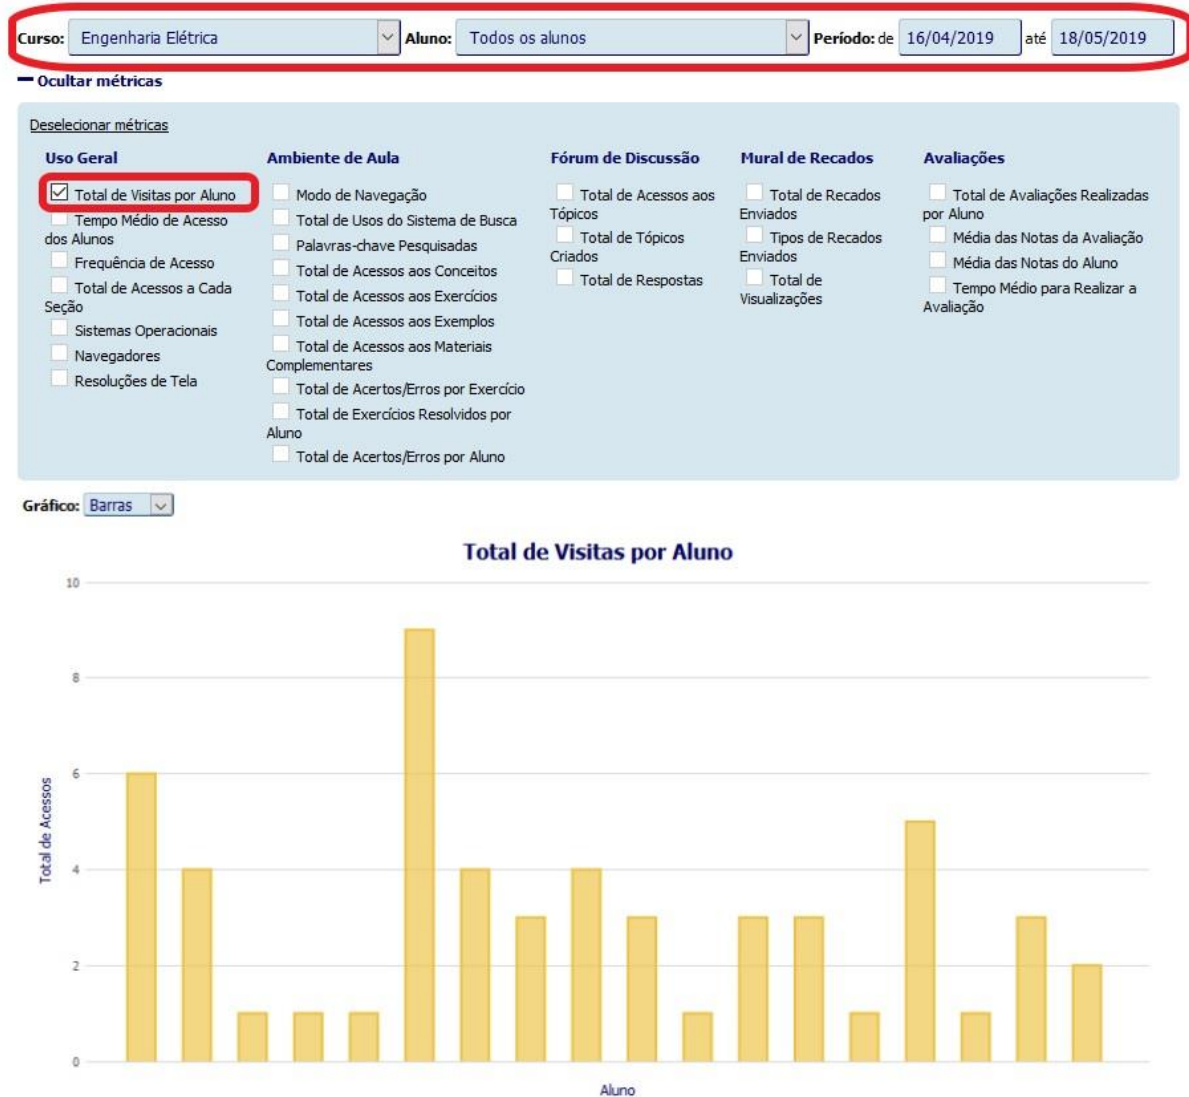 Curso: Engenharia Elétrica Aluno: Todos os alunos Período: de 16/04/2019 até 18/05/2019
Ocultar métricas
Deselecionar métricas
Uso Geral
Total de Visitas por Aluno
Tempo Médio de Acesso
dos Alunos
Frequência de Acesso
Total de Acessos a Cada
Seção
Sistemas Operacionais
Navegadores
Resoluções de Tela
Ambiente de Aula
Modo de Navegação
Total de Usos do Sistema de Busca
Palavras-chave Pesquisadas
Total de Acessos aos Conceitos
Total de Acessos aos Exercícios
Total de Acessos aos Exemplos
Total de Acessos aos Materiais
Complementares
Total de Acertos/Erros por Exercício
Total de Exercícios Resolvidos por
Aluno
Total de Acertos/Erros por Aluno
Fórum de Discussão
Total de Acessos aos
Tópicos
Total de Tópicos
Criados
Total de Respostas
Mural de Recados
Total de Recados
Enviados
Tipos de Recados
Enviados
Total de
Visualizações
Avaliações
Total de Avaliações Realizadas
por Aluno
Média das Notas da Avaliação
Média das Notas do Aluno
Tempo Médio para Realizar a
Avaliação
Gráfico: Barras
Total de Visitas por Aluno
Total de Acessos
10
8
6
4
2
0
Aluno